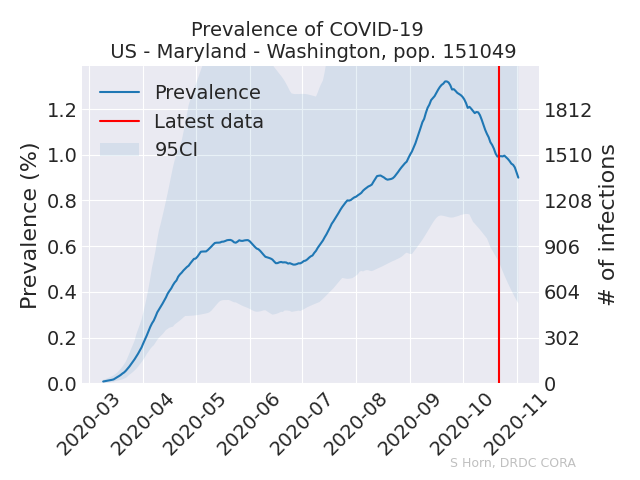 Prevalence of COVID-19
US - Maryland - Washington, pop. 151049
Prevalence
Latest data
95CI
Prevalence (%)
1.2
1.0
0.8
0.6
0.4
0.2
0.0
# of infections
1812
1510
1208
906
604
302
0
2020-03
2020-04
2020-05
2020-06
2020-07
2020-08
2020-09
2020-10
2020-11
S Horn, DRDC CORA